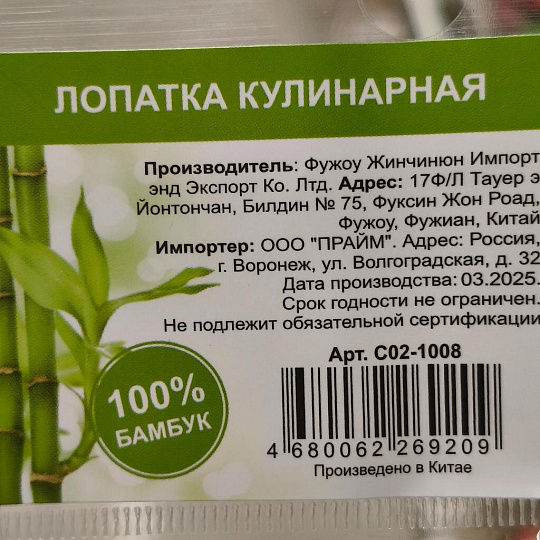 ЛОПАТКА КУЛИНАРНАЯ
Производитель: Фужоу Жинчинюн Импорт
энд Экспорт Ко. Лтд. Адрес: 17Ф/Л Тауер э
Йонтончан, Билдин № 75, Фуксин Жон Роад,
Фужоу, Фужиан, Китай
Импортер: ООО "ПРАЙМ". Адрес: Россия,
г. Воронеж, ул. Волгоградская, д. 32
Дата производства: 03.2025.
Срок годности не ограничен.
Не подлежит обязательной сертификации
Арт. С02-1008
100%
БАМБУК
4 680062 269209
Произведено в Китае